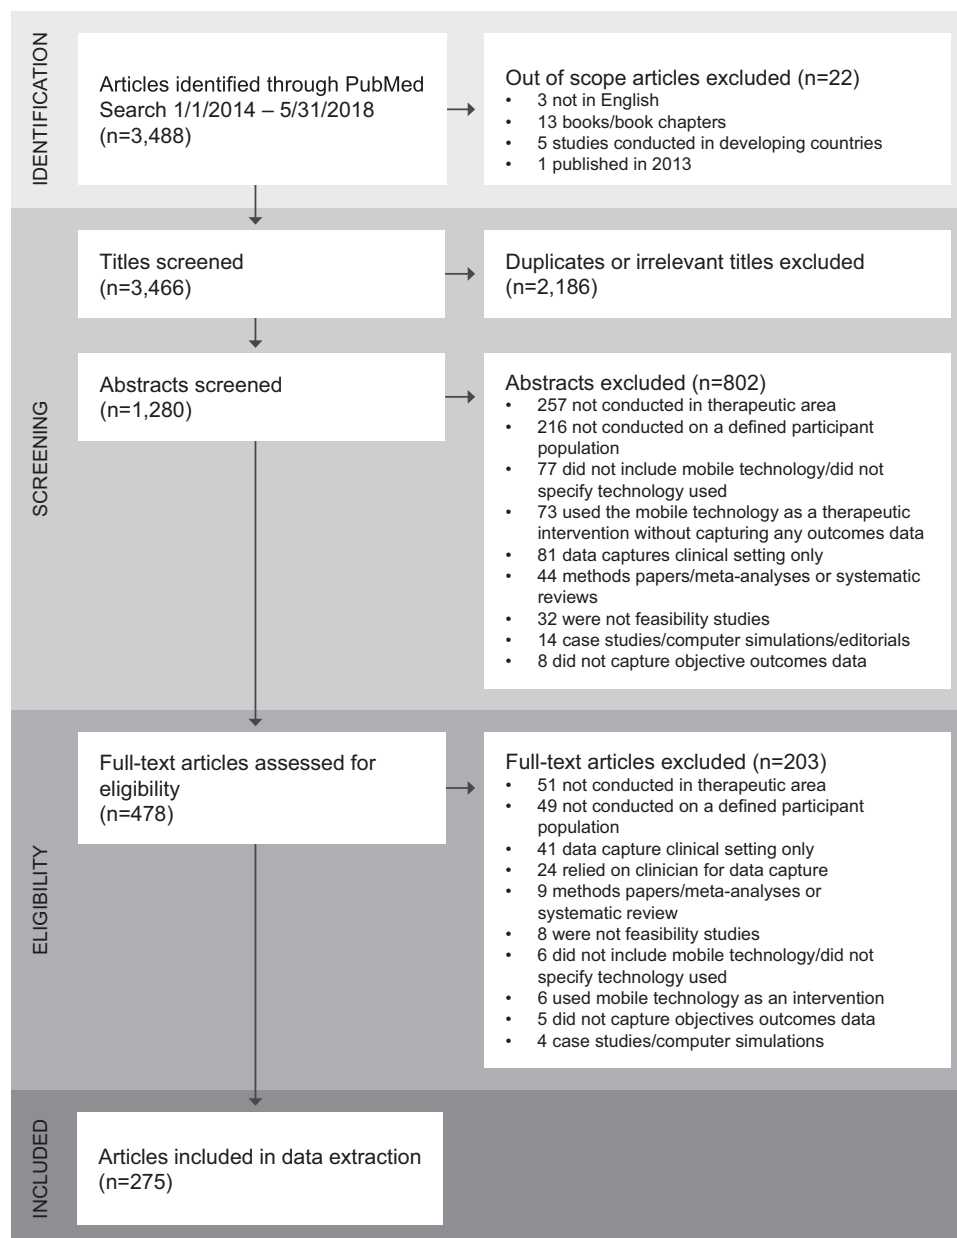 IDENTIFICATION
Articles identified through PubMed
Search 1/1/2014 – 5/31/2018
(n=3,488)
Out of scope articles excluded (n=22)
• 3 not in English
• 13 books/book chapters
• 5 studies conducted in developing countries
• 1 published in 2013
SCREENING
Titles screened
(n=3,466)
Duplicates or irrelevant titles excluded
(n=2,186)
Abstracts screened
(n=1,280)
Abstracts excluded (n=802)
• 257 not conducted in therapeutic area
• 216 not conducted on a defined participant
population
• 77 did not include mobile technology/did not
specify technology used
• 73 used the mobile technology as a therapeutic
intervention without capturing any outcomes data
• 81 data captures clinical setting only
• 44 methods papers/meta-analyses or systematic
reviews
• 32 were not feasibility studies
• 14 case studies/computer simulations/editorials
• 8 did not capture objective outcomes data
ELIGIBILITY
Full-text articles assessed for
eligibility
(n=478)
Full-text articles excluded (n=203)
• 51 not conducted in therapeutic area
• 49 not conducted on a defined participant
population
• 41 data capture clinical setting only
• 24 relied on clinician for data capture
• 9 methods papers/meta-analyses or
systematic review
• 8 were not feasibility studies
• 6 did not include mobile technology/did not
specify technology used
• 6 used mobile technology as an intervention
• 5 did not capture objectives outcomes data
• 4 case studies/computer simulations
INCLUDED
Articles included in data extraction
(n=275)